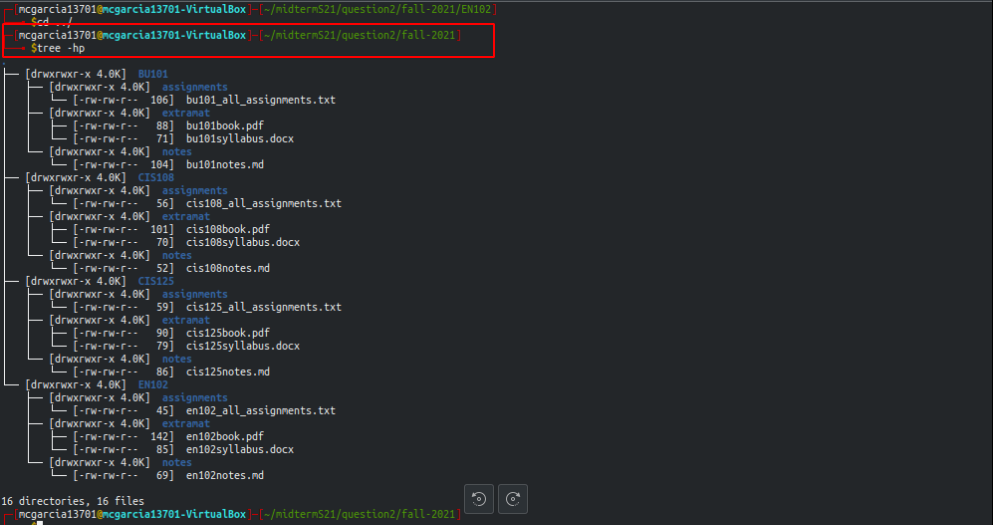 [mcgarcia13701@mcgarcia13701-VirtualBox]-[~/midtermS21/question2/fall-2021/EN102]
$cd ../
[mcgarcia13701@mcgarcia13701-VirtualBox]-[~/midtermS21/question2/fall-2021]
$tree -hp
.
├── [drwxrwxr-x 4.0K]  BU101
│   ├── [drwxrwxr-x 4.0K]  assignments
│   │   └── [-rw-rw-r--  106]  bu101_all_assignments.txt
│   ├── [drwxrwxr-x 4.0K]  extramat
│   │   ├── [-rw-rw-r--   88]  bu101book.pdf
│   │   └── [-rw-rw-r--   71]  bu101syllabus.docx
│   └── [drwxrwxr-x 4.0K]  notes
│       └── [-rw-rw-r--  104]  bu101notes.md
├── [drwxrwxr-x 4.0K]  CIS108
│   ├── [drwxrwxr-x 4.0K]  assignments
│   │   └── [-rw-rw-r--   56]  cis108_all_assignments.txt
│   ├── [drwxrwxr-x 4.0K]  extramat
│   │   ├── [-rw-rw-r--  101]  cis108book.pdf
│   │   └── [-rw-rw-r--   70]  cis108syllabus.docx
│   └── [drwxrwxr-x 4.0K]  notes
│       └── [-rw-rw-r--   52]  cis108notes.md
├── [drwxrwxr-x 4.0K]  CIS125
│   ├── [drwxrwxr-x 4.0K]  assignments
│   │   └── [-rw-rw-r--   59]  cis125_all_assignments.txt
│   ├── [drwxrwxr-x 4.0K]  extramat
│   │   ├── [-rw-rw-r--   90]  cis125book.pdf
│   │   └── [-rw-rw-r--   79]  cis125syllabus.docx
│   └── [drwxrwxr-x 4.0K]  notes
│       └── [-rw-rw-r--   86]  cis125notes.md
└── [drwxrwxr-x 4.0K]  EN102
    ├── [drwxrwxr-x 4.0K]  assignments
    │   └── [-rw-rw-r--   45]  en102_all_assignments.txt
    ├── [drwxrwxr-x 4.0K]  extramat
    │   ├── [-rw-rw-r--  142]  en102book.pdf
    │   └── [-rw-rw-r--   85]  en102syllabus.docx
    └── [drwxrwxr-x 4.0K]  notes
        └── [-rw-rw-r--   69]  en102notes.md
16 directories, 16 files
[mcgarcia13701@mcgarcia13701-VirtualBox]-[~/midtermS21/question2/fall-2021]
$